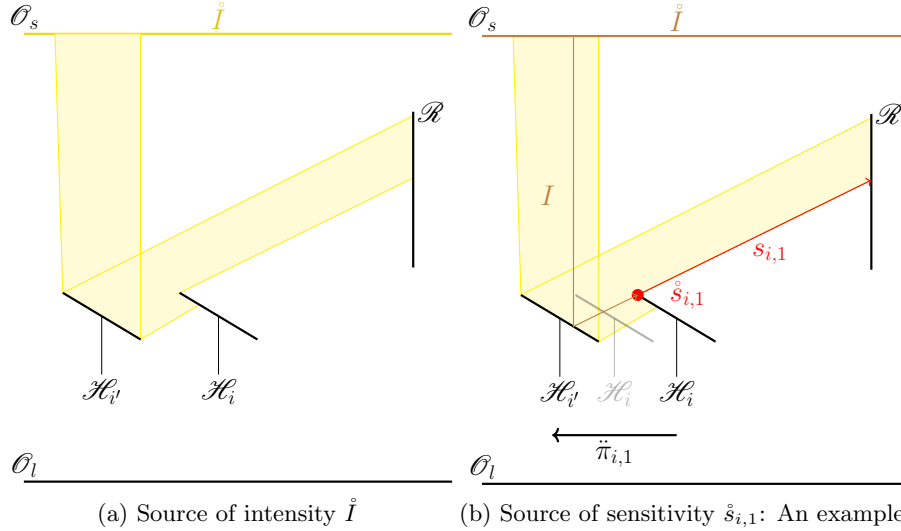 𝒪ₛ I̊
ℛ
ℋᵢ′ ℋᵢ
𝒪ₗ
(a) Source of intensity I̊
𝒪ₛ I̊
ℛ
I
sᵢ,₁
s̊ᵢ,₁
ℋᵢ′ ℋᵢ ℋᵢ
π̈ᵢ,₁
𝒪ₗ
(b) Source of sensitivity s̊ᵢ,₁: An example